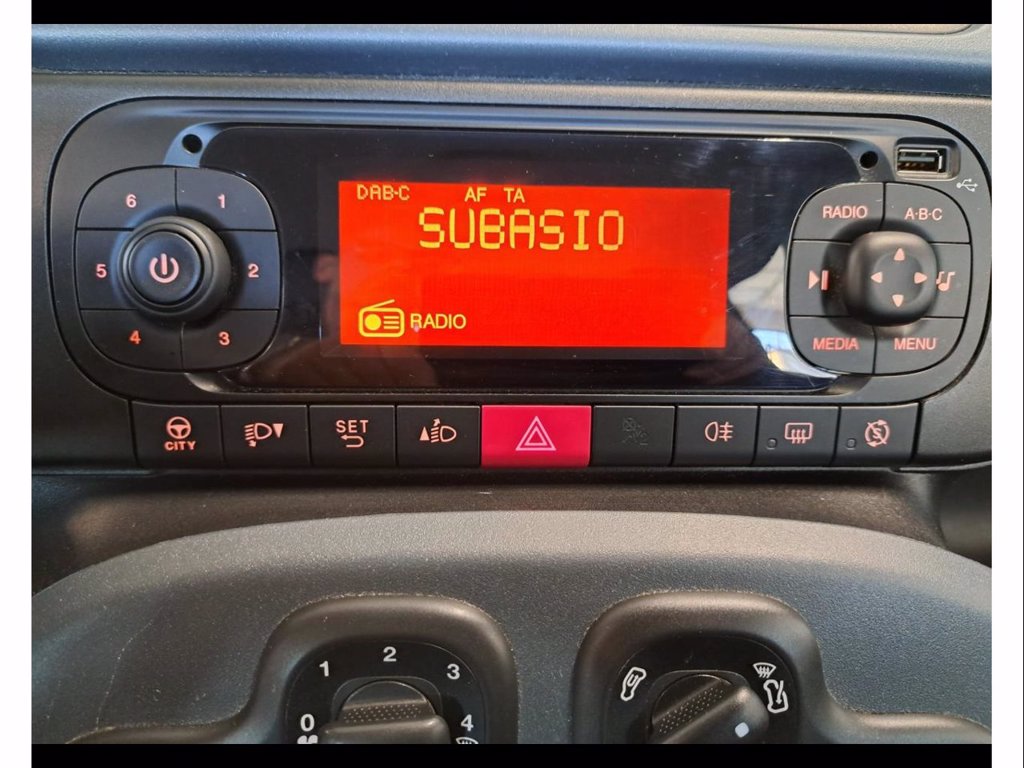 DAB-C AF TA
SUBASIO
RADIO
6
1
5
2
4
3
RADIO
A·B·C
MEDIA
MENU
CITY
SET
0
1
2
3
4